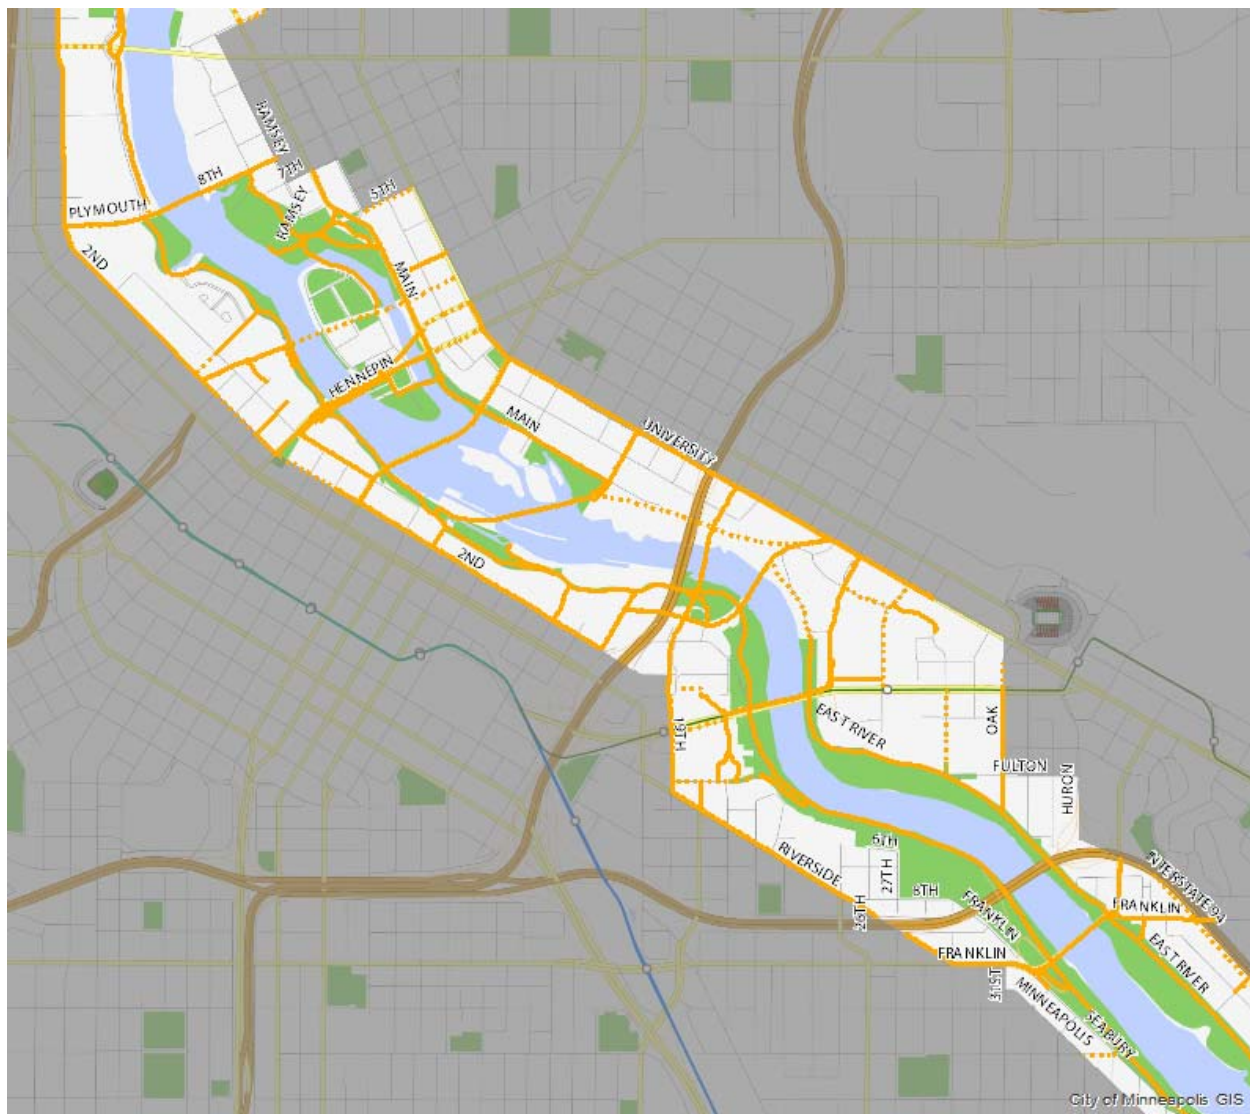 RAMSEY
7TH
8TH
5TH
RAMSEY
PLYMOUTH
2ND
MAIN
HENNEPIN
MAIN
UNIVERSITY
2ND
19TH
EAST RIVER
OAK
FULTON
HURON
6TH
RIVERSIDE
27TH
8TH
26TH
FRANKLIN
INTERSTATE 94
FRANKLIN
FRANKLIN
EAST RIVER
31ST
MINNEAPOLIS
SEABURY
City of Minneapolis GIS